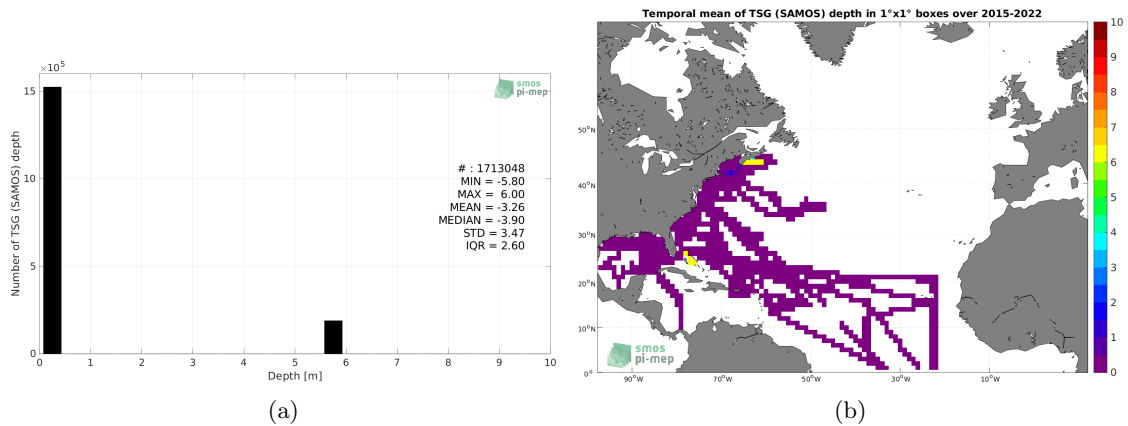 Temporal mean of TSG (SAMOS) depth in 1°x1° boxes over 2015-2022
×10⁵
15
10
5
0
Number of TSG (SAMOS) depth
smos
pi-mep
# : 1713048
MIN = -5.80
MAX = 6.00
MEAN = -3.26
MEDIAN = -3.90
STD = 3.47
IQR = 2.60
0 1 2 3 4 5 6 7 8 9 10
Depth [m]
50°N
40°N
30°N
20°N
10°N
0°
90°W 70°W 50°W 30°W 10°W
smos
pi-mep
10
9
8
7
6
5
4
3
2
1
0
(a)
(b)